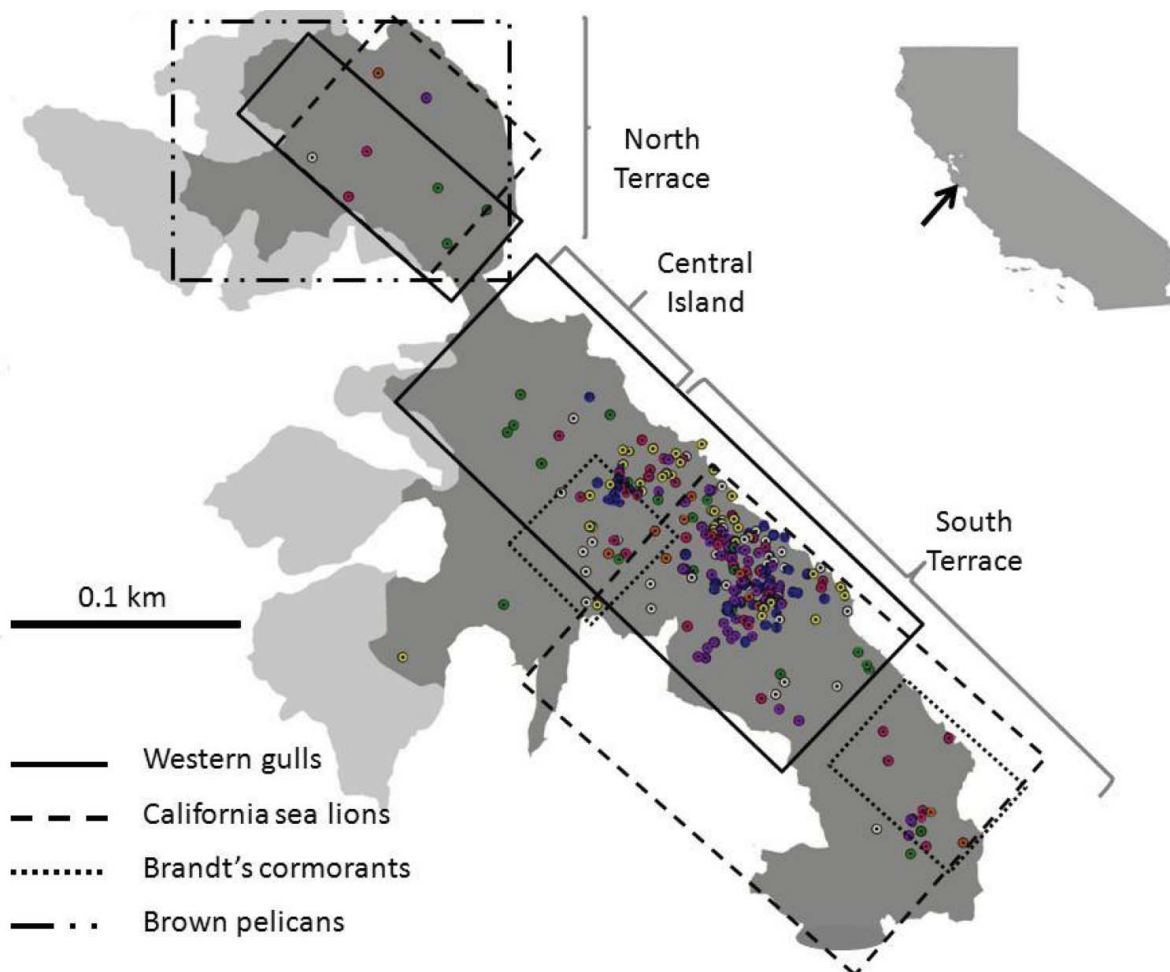 North
Terrace
Central
Island
South
Terrace
0.1 km
Western gulls
California sea lions
Brandt's cormorants
Brown pelicans